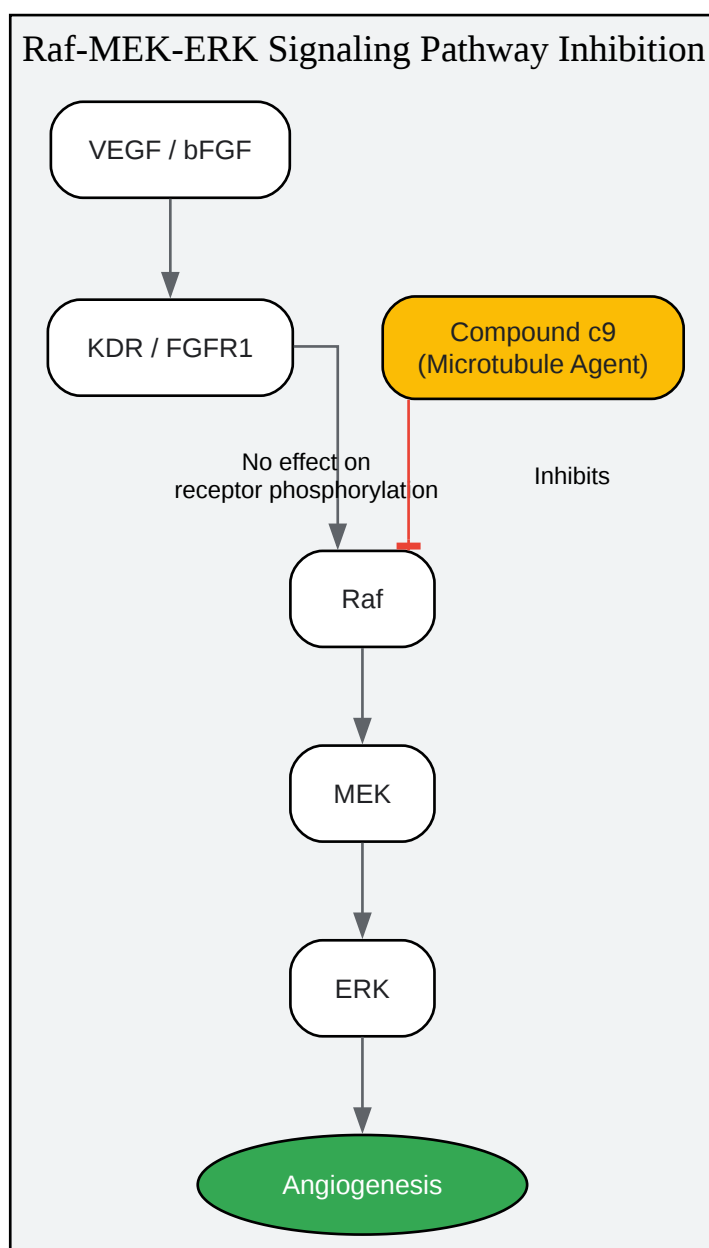 Raf-MEK-ERK Signaling Pathway Inhibition
VEGF / bFGF
KDR / FGFR1
Compound c9
(Microtubule Agent)
No effect on
receptor phosphorylation
Inhibits
Raf
MEK
ERK
Angiogenesis